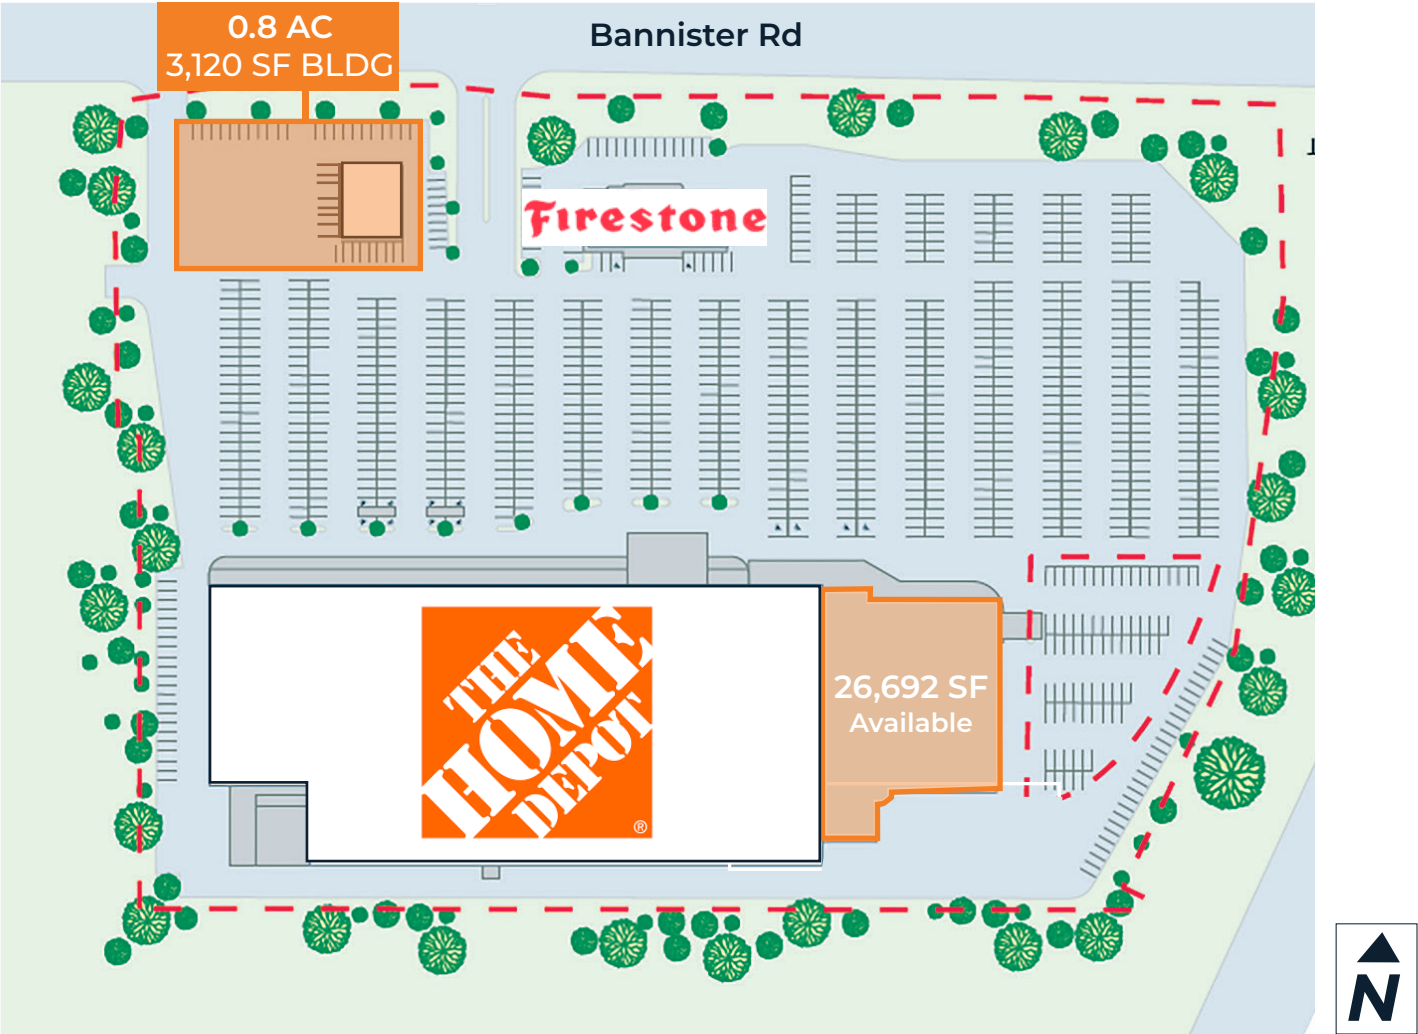 0.8 AC
3,120 SF BLDG
Bannister Rd
Firestone
26,692 SF
Available
THE
HOME
DEPOT
®
N